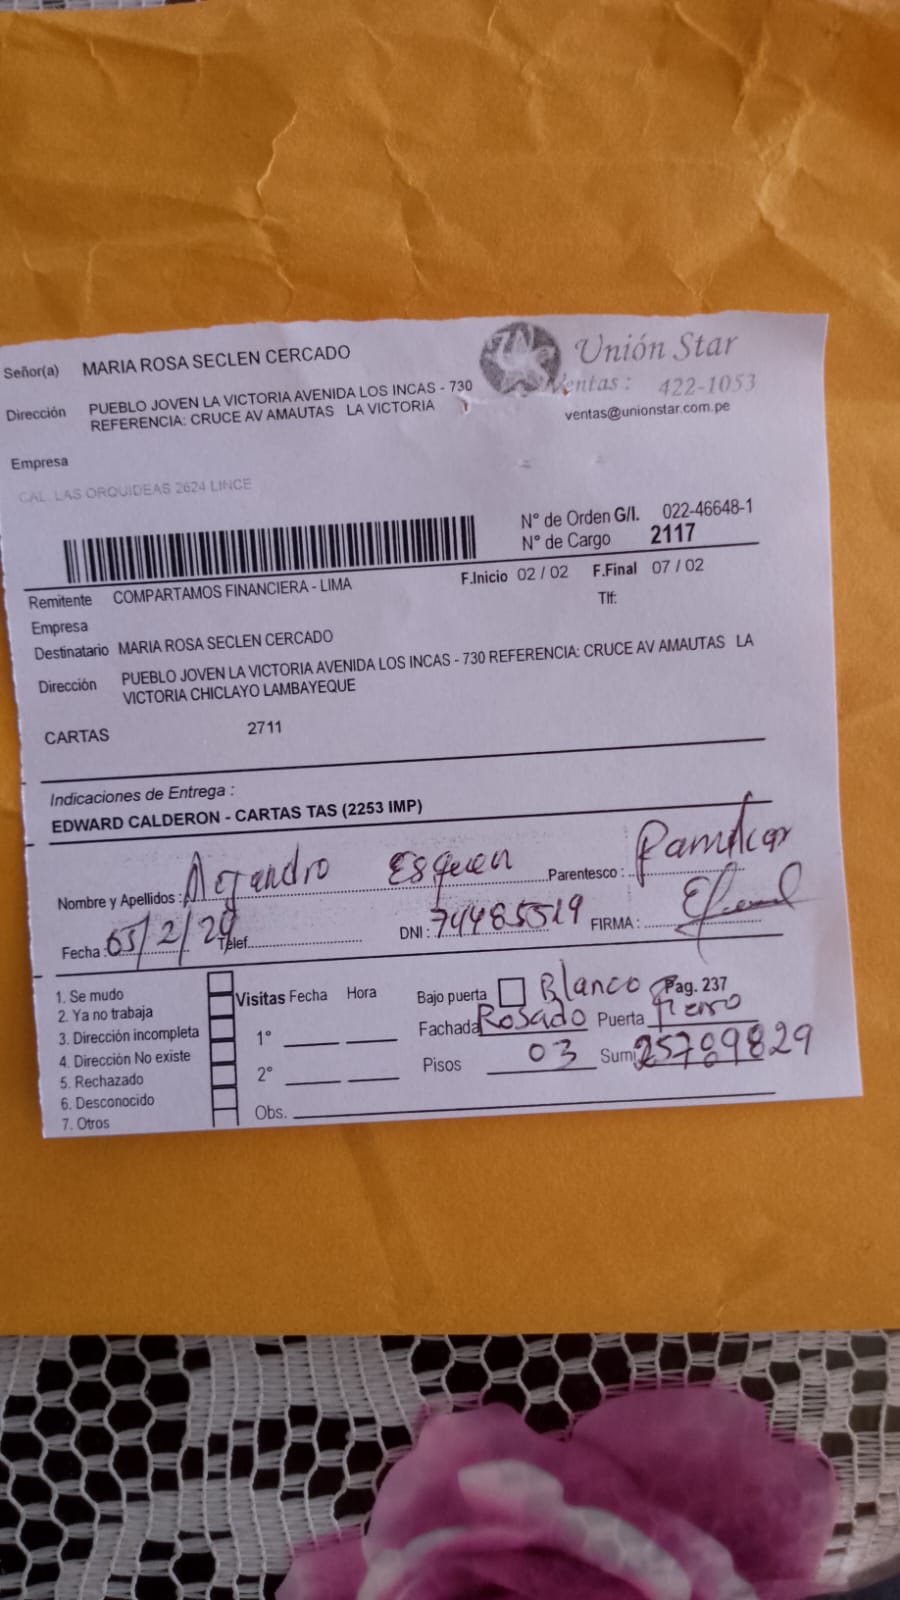 Señor(a) MARIA ROSA SECLEN CERCADO
Unión Star
Ventas: 422-1053
ventas@unionstar.com.pe
Dirección PUEBLO JOVEN LA VICTORIA AVENIDA LOS INCAS - 730
REFERENCIA: CRUCE AV AMAUTAS LA VICTORIA
Empresa
CAL. LAS ORQUIDEAS 2624 LINCE
N° de Orden G/I. 022-46648-1
N° de Cargo 2117
Remitente COMPARTAMOS FINANCIERA - LIMA
F.Inicio 02 / 02 F.Final 07 / 02
Tlf:
Empresa
Destinatario MARIA ROSA SECLEN CERCADO
Dirección PUEBLO JOVEN LA VICTORIA AVENIDA LOS INCAS - 730 REFERENCIA: CRUCE AV AMAUTAS LA
VICTORIA CHICLAYO LAMBAYEQUE
CARTAS 2711
Indicaciones de Entrega :
EDWARD CALDERON - CARTAS TAS (2253 IMP)
Nombre y Apellidos : Esquen Parentesco :
Fecha : Telef. DNI : 74485519 FIRMA :
1. Se mudo
2. Ya no trabaja
3. Dirección incompleta
4. Dirección No existe
5. Rechazado
6. Desconocido
7. Otros
Visitas Fecha Hora
1°
2°
Obs.
Bajo puerta Blanco Pag. 237
Fachada Rosado Puerta fierro
Pisos 03 Sumi 25789829